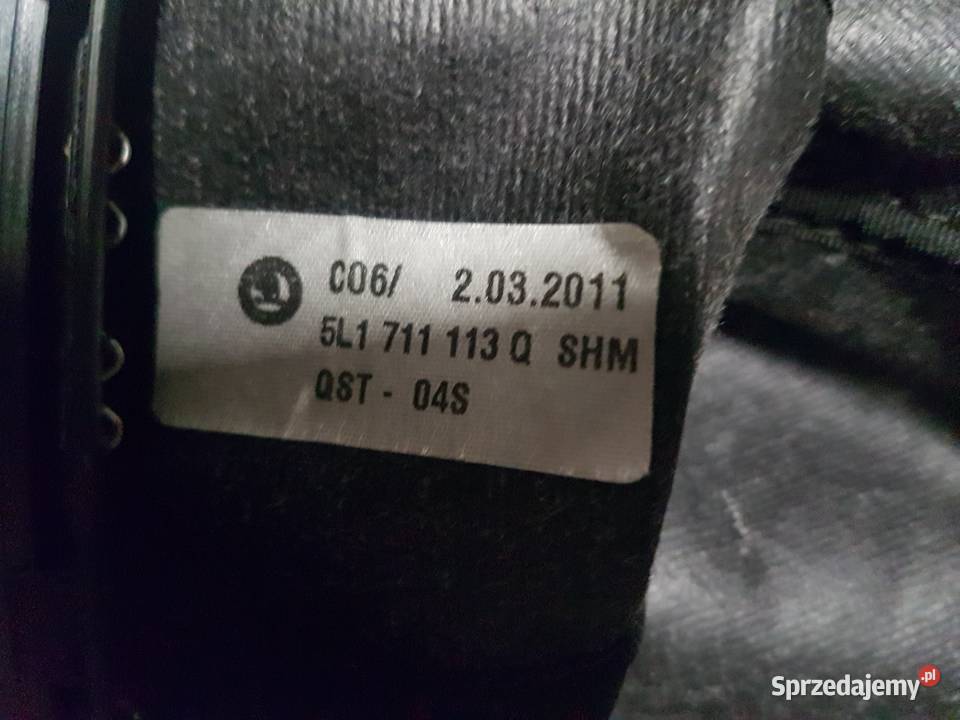 C06/ 2.03.2011
5L1 711 113 Q SHM
QST - 04S
Sprzedajemy.pl